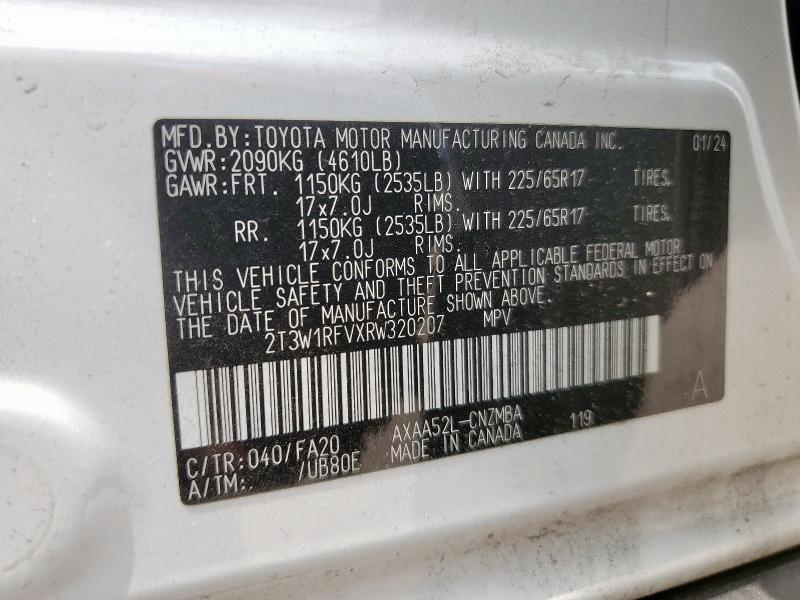 MFD.BY:TOYOTA MOTOR MANUFACTURING CANADA INC. 01/24
GVWR:2090KG (4610LB)
GAWR:FRT. 1150KG (2535LB) WITH 225/65R17 TIRES.
17x7.0J RIMS.
RR. 1150KG (2535LB) WITH 225/65R17 TIRES.
17x7.0J RIMS.
THIS VEHICLE CONFORMS TO ALL APPLICABLE FEDERAL MOTOR
VEHICLE SAFETY AND THEFT PREVENTION STANDARDS IN EFFECT ON
THE DATE OF MANUFACTURE SHOWN ABOVE.
2T3W1RFVXRW320207 MPV
A
C/TR:040/FA20 AXAA52L-CNZMBA 119
A/TM: /UB80E MADE IN CANADA